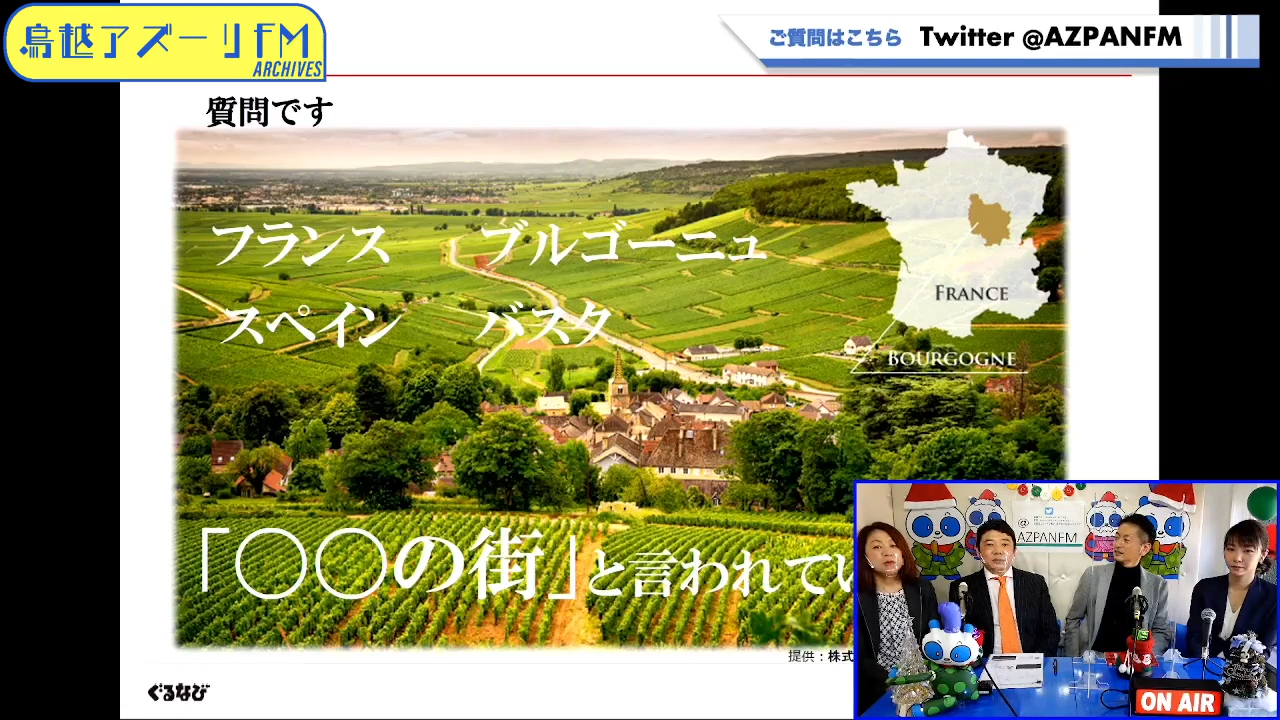 鳥越アズーリFM
ARCHIVES
ご質問はこちら Twitter @AZPANFM
質問です
フランス ブルゴーニュ
スペイン バスク
FRANCE
BOURGOGNE
「○○の街」と言われてい
提供：株式
ぐるなび
@
AZPANFM
ON AIR